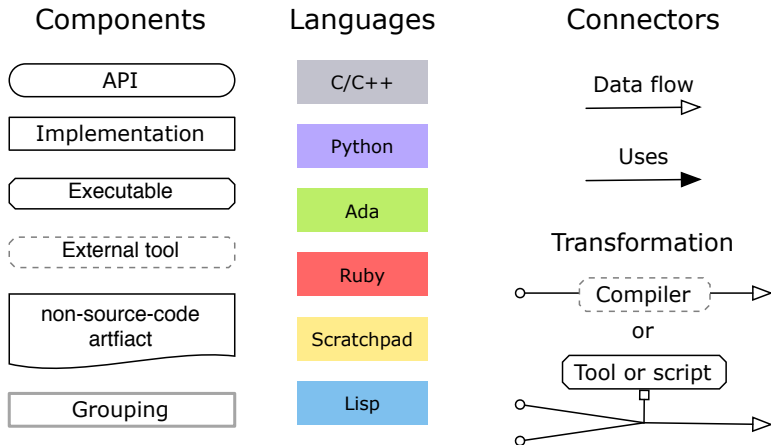 Components
API
Implementation
Executable
External tool
non-source-code
artfiact
Grouping
Languages
C/C++
Python
Ada
Ruby
Scratchpad
Lisp
Connectors
Data flow
Uses
Transformation
Compiler
or
Tool or script